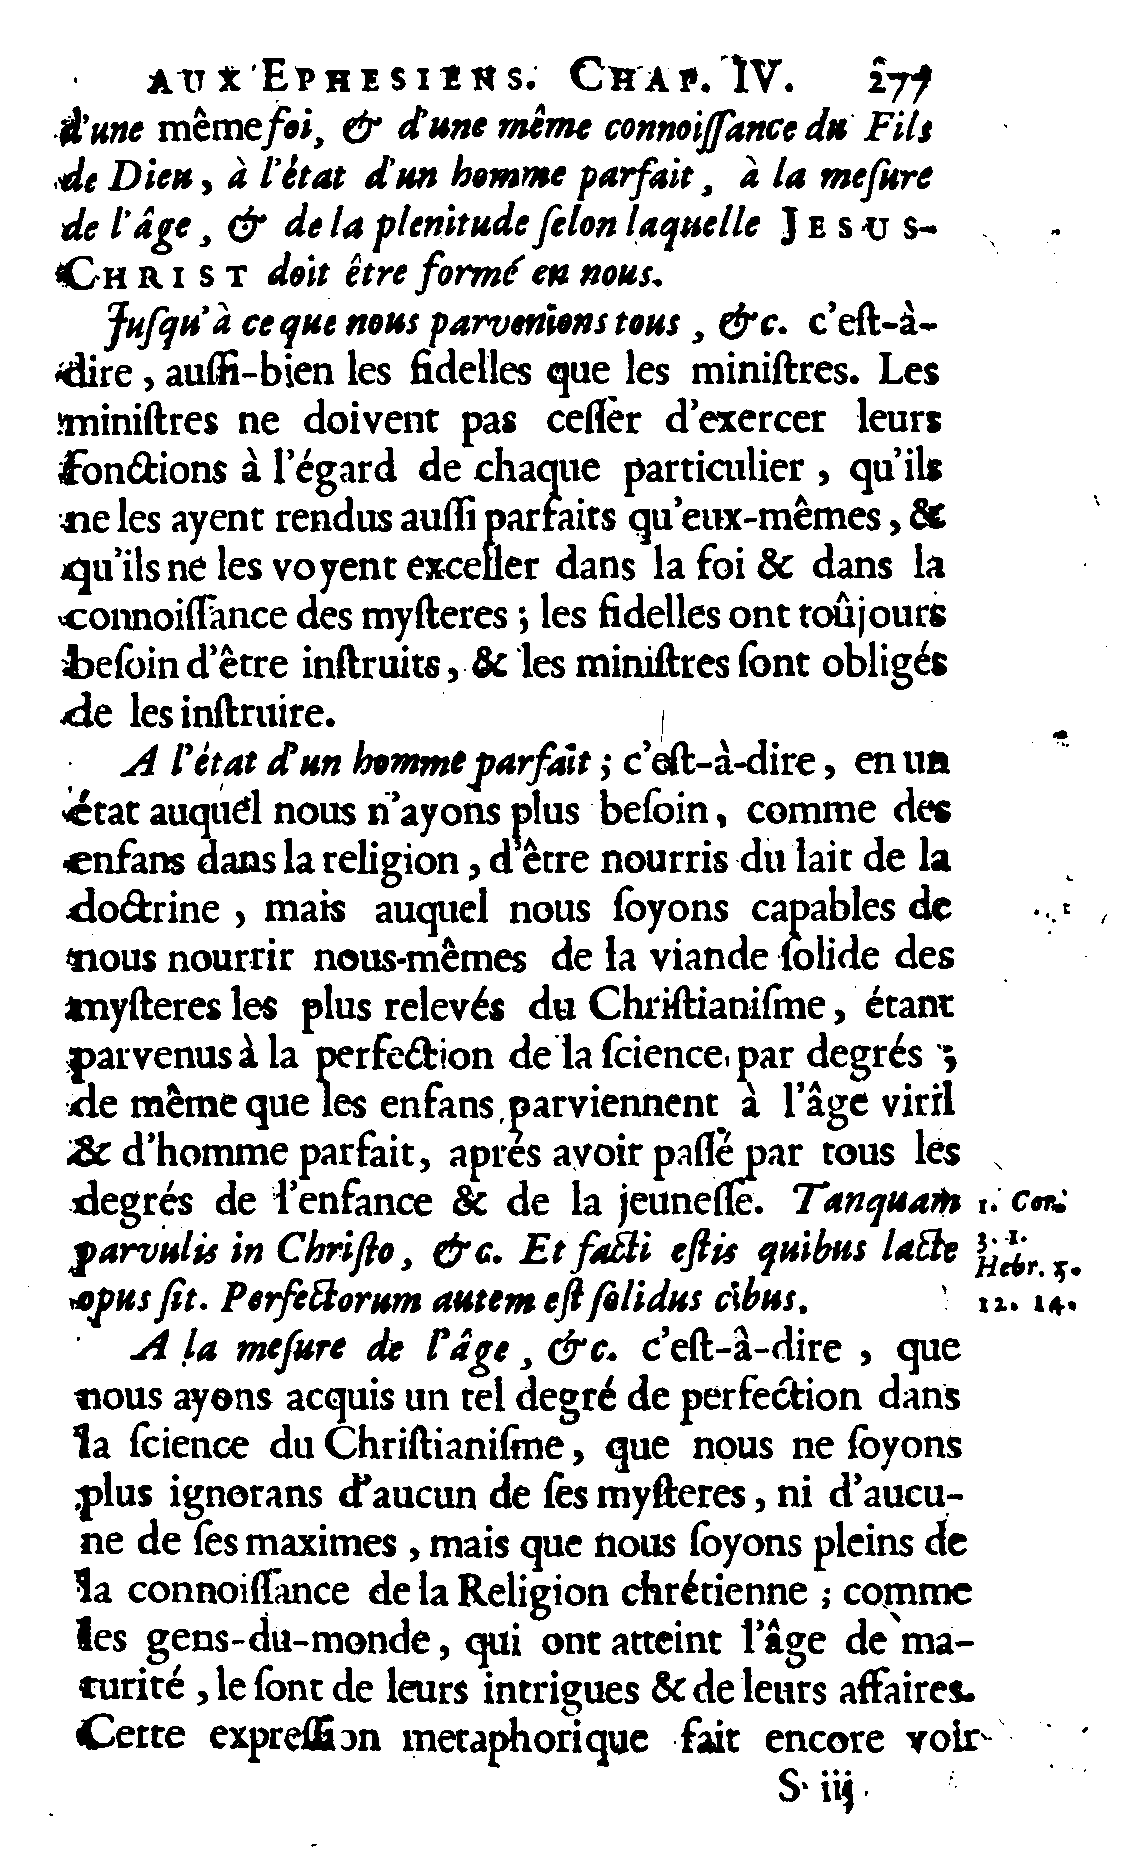 AUX EPHESIENS. CHAP. IV. 277
d'une même foi, & d'une même connoiſſance du Fils
de Dieu, à l'état d'un homme parfait, à la meſure
de l'âge, & de la plenitude ſelon laquelle JESUS-
CHRIST doit être formé en nous.
Juſqu'à ce que nous parvenions tous, &c. c'eſt-à-
dire, auſſi-bien les fidelles que les miniſtres. Les
miniſtres ne doivent pas ceſſer d'exercer leurs
fonctions à l'égard de chaque particulier, qu'ils
ne les ayent rendus auſſi parfaits qu'eux-mêmes, &
qu'ils ne les voyent exceller dans la foi & dans la
connoiſſance des myſteres; les fidelles ont toûjours
beſoin d'être inſtruits, & les miniſtres ſont obligés
de les inſtruire.
A l'état d'un homme parfait; c'eſt-à-dire, en un
état auquel nous n'ayons plus beſoin, comme des
enfans dans la religion, d'être nourris du lait de la
doctrine, mais auquel nous ſoyons capables de
nous nourrir nous-mêmes de la viande ſolide des
myſteres les plus relevés du Chriſtianiſme, étant
parvenus à la perfection de la ſcience par degrés;
de même que les enfans parviennent à l'âge viril
& d'homme parfait, aprés avoir paſſé par tous les
degrés de l'enfance & de la jeuneſſe. Tanquam
parvulis in Chriſto, &c. Et facti eſtis quibus lacte
opus ſit. Perfectorum autem eſt ſolidus cibus.
1. Cor.
3. 1.
Hebr. 5.
12. 14.
A la meſure de l'âge, &c. c'eſt-à-dire, que
nous ayons acquis un tel degré de perfection dans
la ſcience du Chriſtianiſme, que nous ne ſoyons
plus ignorans d'aucun de ſes myſteres, ni d'aucu-
ne de ſes maximes, mais que nous ſoyons pleins de
la connoiſſance de la Religion chrétienne; comme
les gens-du-monde, qui ont atteint l'âge de ma-
turité, le ſont de leurs intrigues & de leurs affaires.
Cette expreſſion metaphorique fait encore voir
S iij